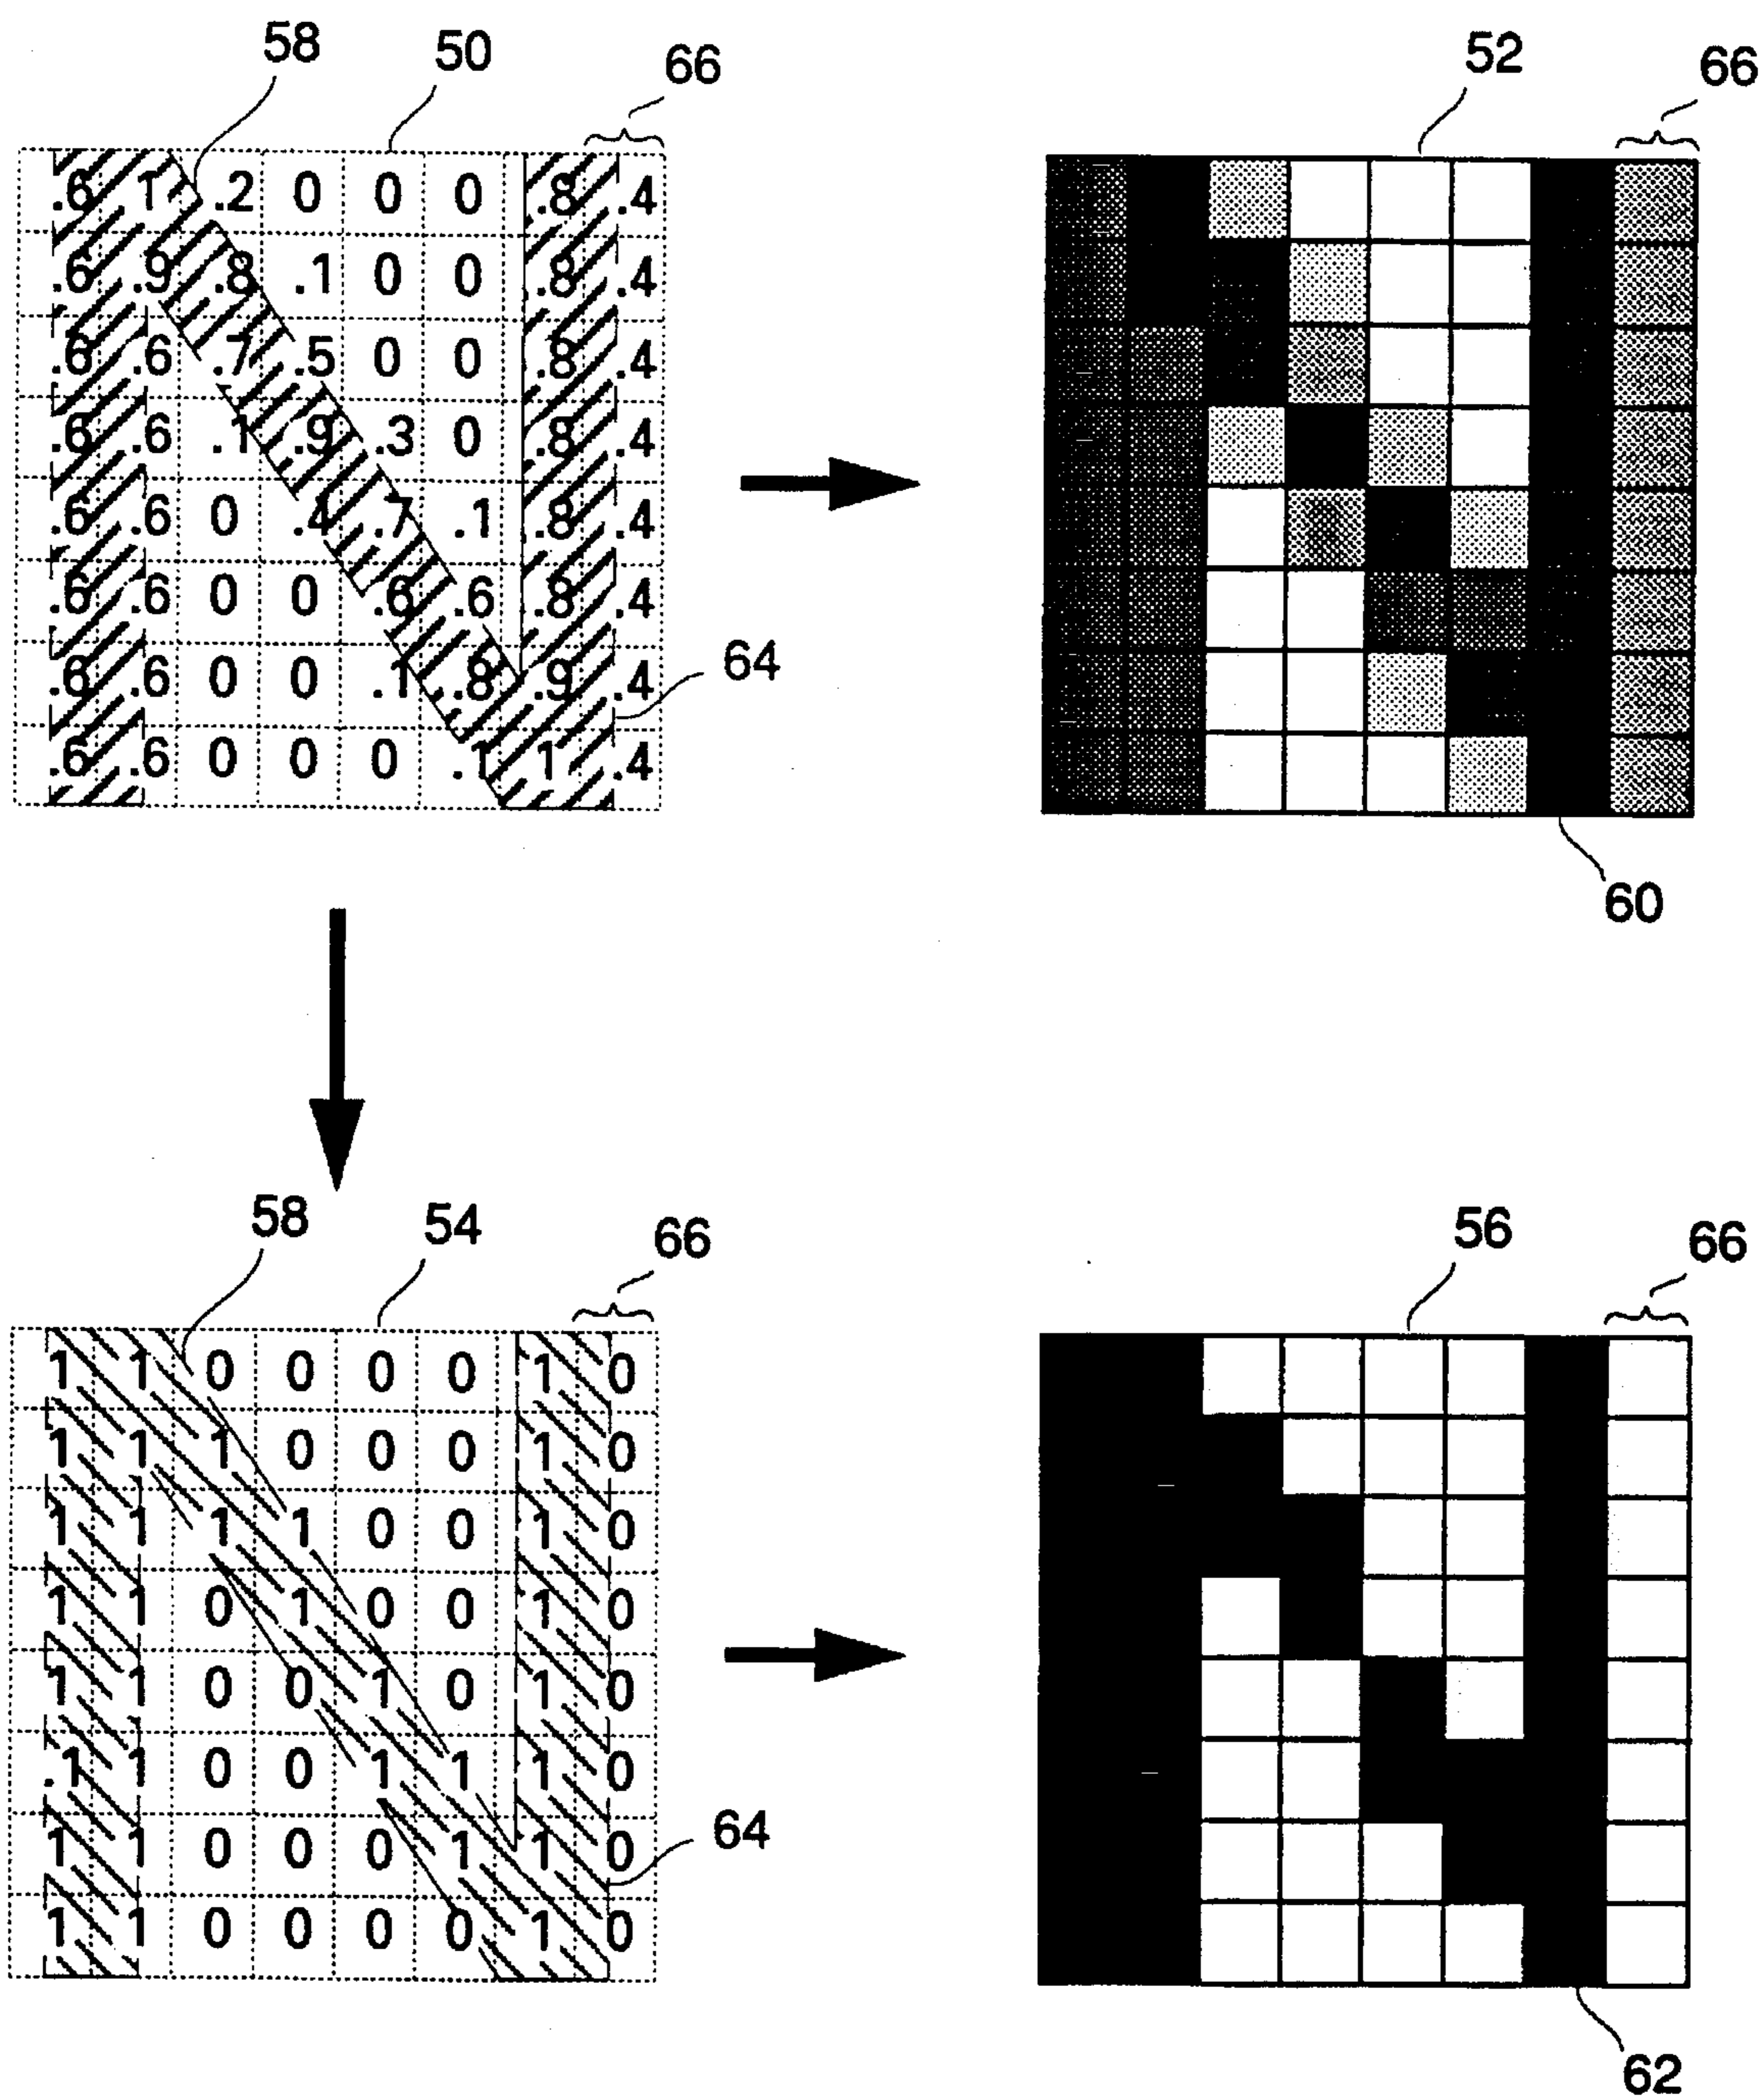 58 50 66 52 66
.6 1 .2 0 0 0 .8 .4
.6 .9 .8 .1 0 0 .8 .4
.6 .6 .7 .5 0 0 .8 .4
.6 .6 .1 .9 .3 0 .8 .4
.6 .6 0 .4 .7 .1 .8 .4
.6 .6 0 0 .6 .6 .8 .4
.6 .6 0 0 .1 .8 .9 .4
64
.6 .6 0 0 0 .1 1 .4
60
58 54 66 56 66
1 1 0 0 0 0 1 0
1 1 1 0 0 0 1 0
1 1 1 1 0 0 1 0
1 1 0 1 0 0 1 0
1 1 0 0 1 0 1 0
.1 1 0 0 1 1 1 0
1 1 0 0 0 1 1 0
64
1 1 0 0 0 0 1 0
62